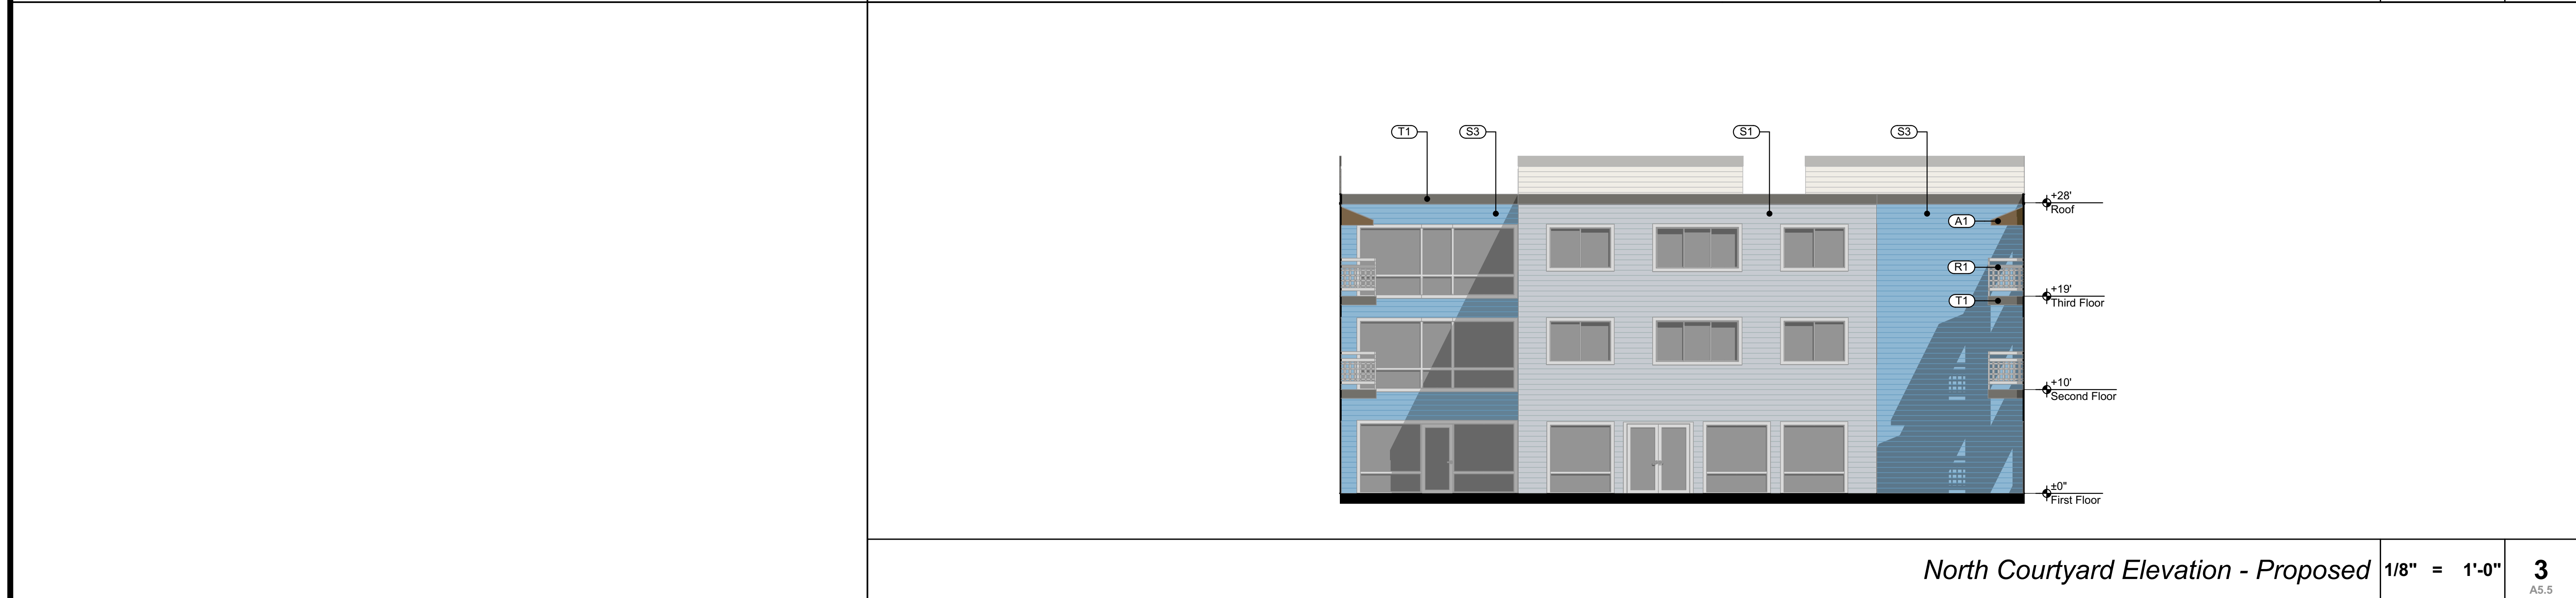 T1
S3
S1
S3
+28'
Roof
A1
R1
+19'
Third Floor
T1
+10'
Second Floor
±0"
First Floor
North Courtyard Elevation - Proposed
1/8" = 1'-0"
3
A5.5